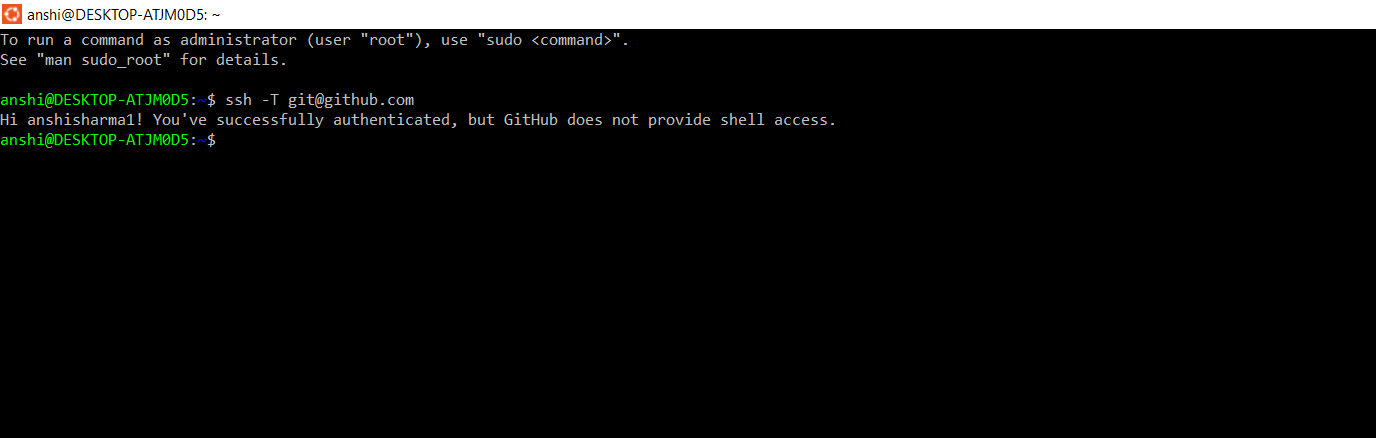 anshi@DESKTOP-ATJM0D5: ~
To run a command as administrator (user "root"), use "sudo <command>".
See "man sudo_root" for details.
anshi@DESKTOP-ATJM0D5:~$ ssh -T git@github.com
Hi anshisharma1! You've successfully authenticated, but GitHub does not provide shell access.
anshi@DESKTOP-ATJM0D5:~$